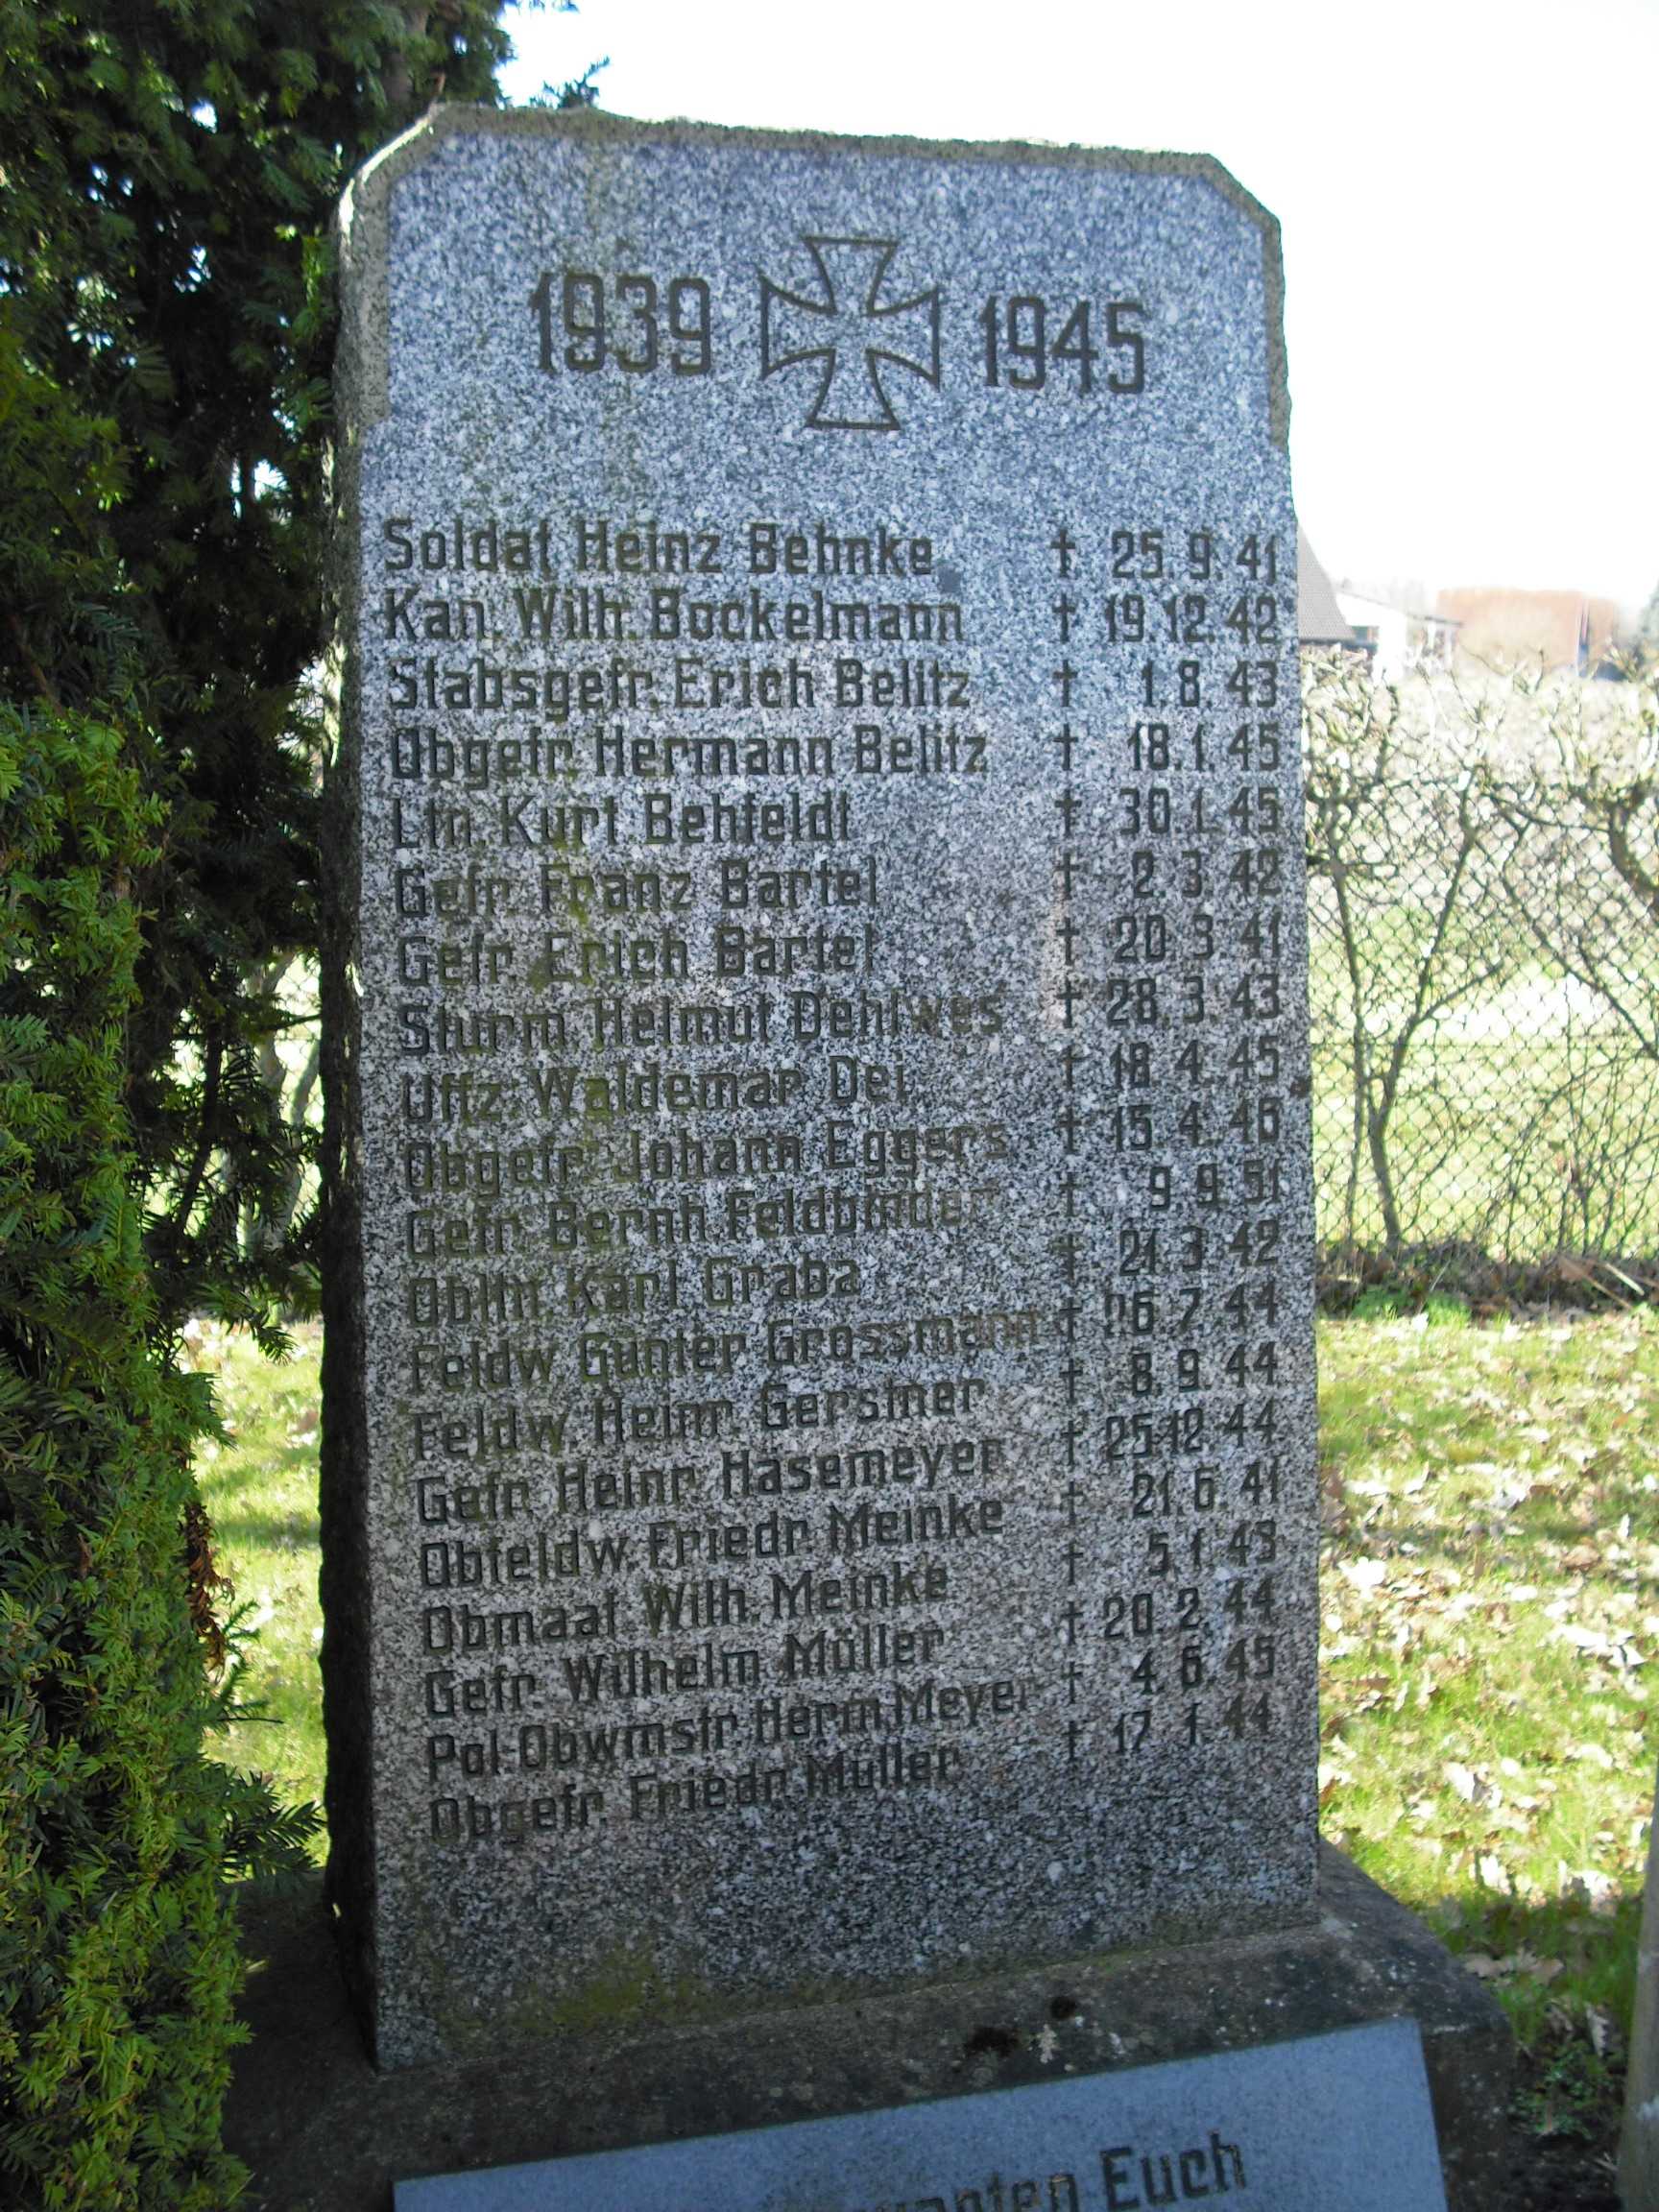 1939 1945
Soldat Heinz Behnke † 25. 9. 41
Kan. Wilh. Bockelmann † 19. 12. 42
Stabsgefr. Erich Belitz † 1. 8. 43
Obgefr. Hermann Belitz † 18. 1. 45
Ltn. Kurt Behfeldt † 30. 1. 45
Gefr. Franz Bartel † 2. 3. 42
Gefr. Erich Bartel † 20. 3. 41
Sturm. Helmut Dehlwes † 28. 3. 43
Uffz. Waldemar Dei † 18. 4. 45
Obgefr. Johann Eggers † 15. 4. 46
Gefr. Bernh. Feldbinder † 9. 9. 51
Obltn. Karl Graba † 21. 3. 42
Feldw. Günter Grossmann † 26. 7. 44
Feldw. Heinr. Gerstner † 8. 9. 44
Gefr. Heinr. Hasemeyer † 25. 12. 44
Obfeldw. Friedr. Meinke † 21. 6. 41
Obmaat Wilh. Meinke † 5. 1. 43
Gefr. Wilhelm Müller † 20. 2. 44
Pol.-Obwmstr. Herm. Meyer † 4. 6. 45
Obgefr. Friedr. Müller † 17. 1. 44
Euch